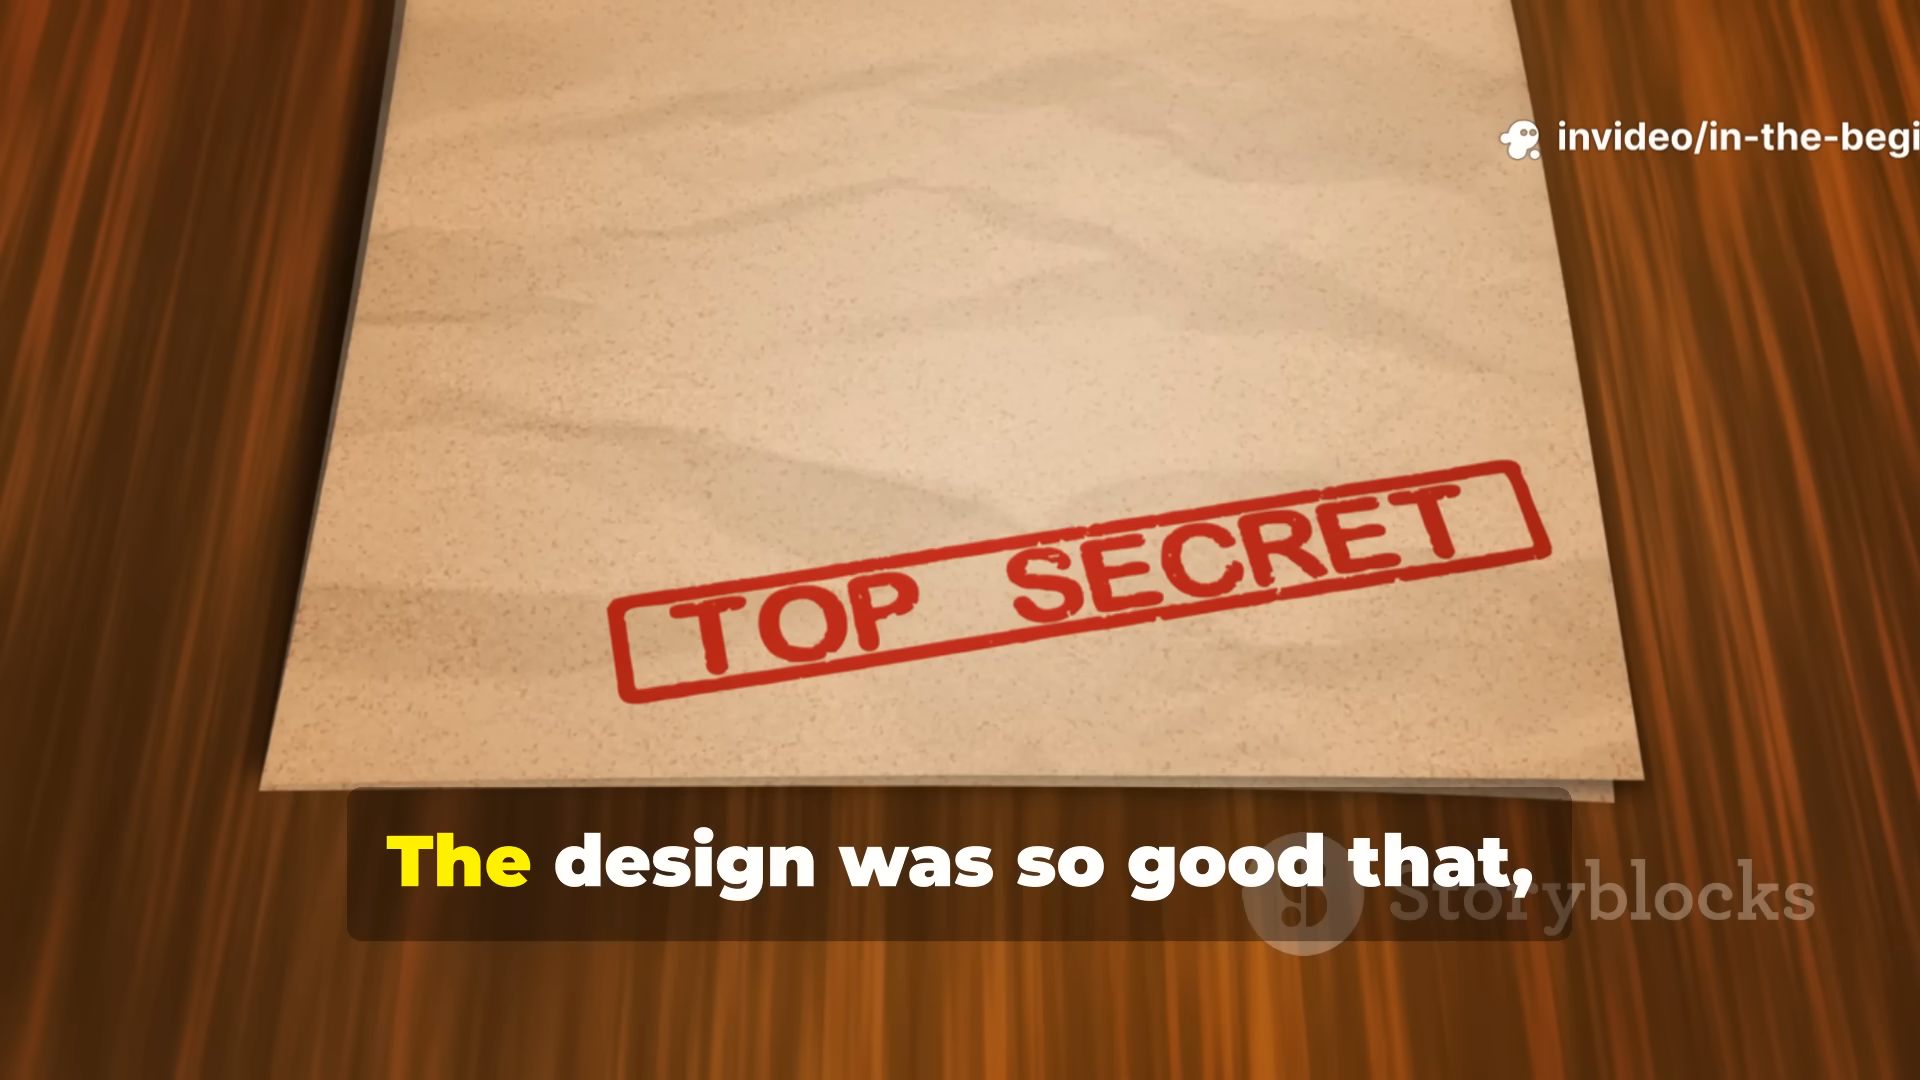 invideo/in-the-begi
TOP SECRET
The design was so good that,
Storyblocks